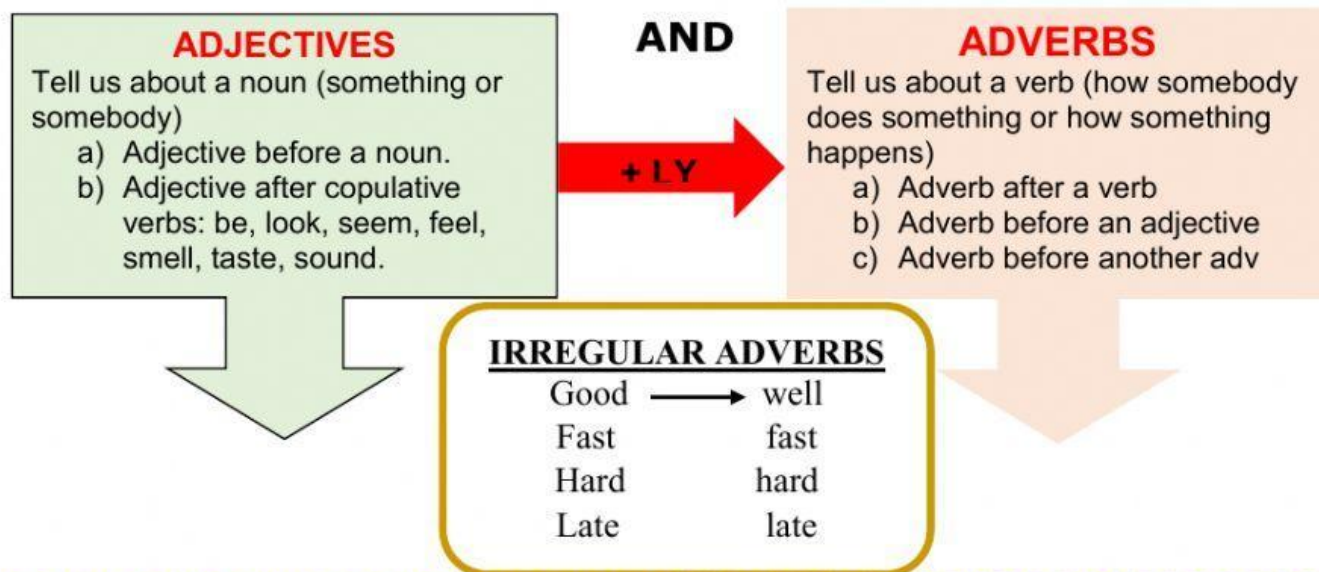 ADJECTIVES
Tell us about a noun (something or
somebody)
a) Adjective before a noun.
b) Adjective after copulative
verbs: be, look, seem, feel,
smell, taste, sound.
AND
+ LY
ADVERBS
Tell us about a verb (how somebody
does something or how something
happens)
a) Adverb after a verb
b) Adverb before an adjective
c) Adverb before another adv
IRREGULAR ADVERBS
Good well
Fast fast
Hard hard
Late late